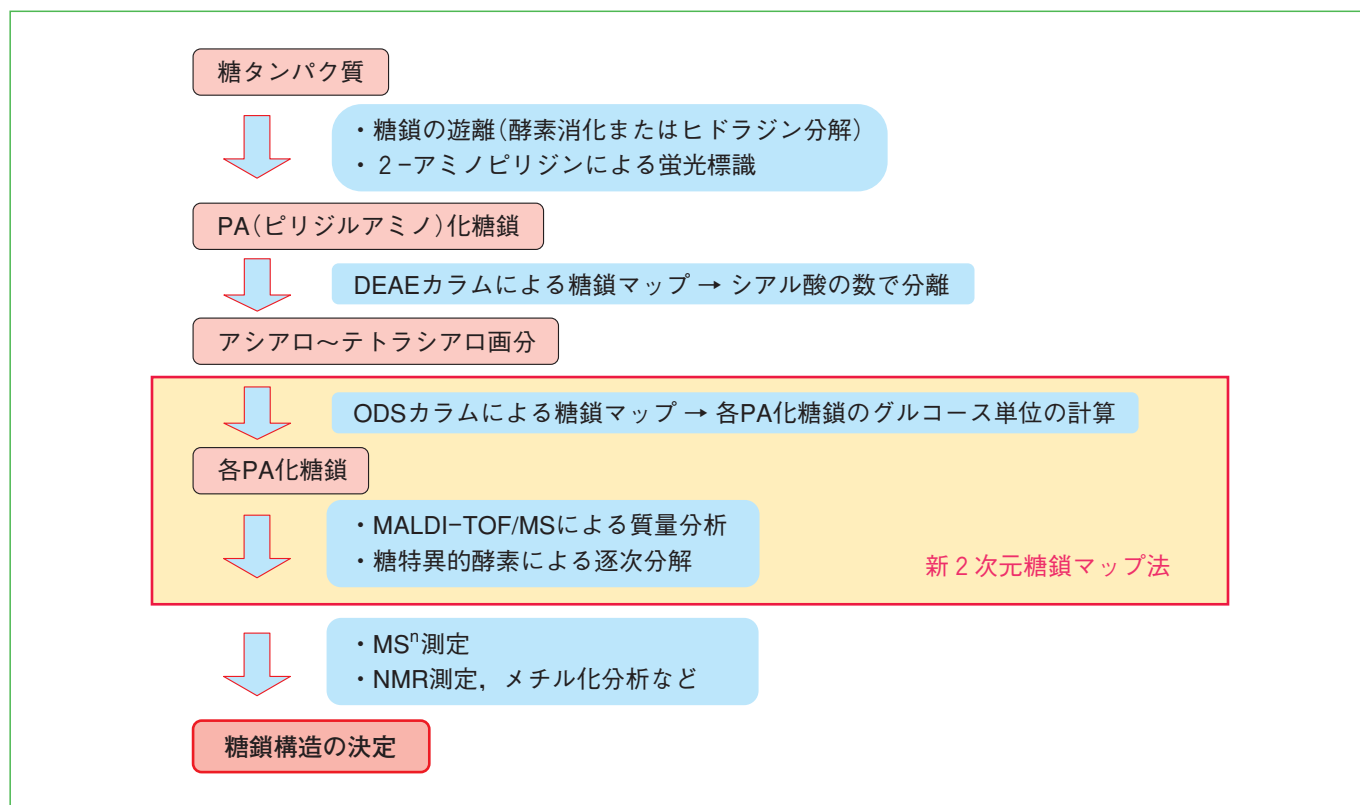 糖タンパク質
・糖鎖の遊離(酵素消化またはヒドラジン分解)
・２−アミノピリジンによる蛍光標識
PA(ピリジルアミノ)化糖鎖
DEAEカラムによる糖鎖マップ → シアル酸の数で分離
アシアロ〜テトラシアロ画分
ODSカラムによる糖鎖マップ → 各PA化糖鎖のグルコース単位の計算
各PA化糖鎖
・MALDI−TOF/MSによる質量分析
・糖特異的酵素による逐次分解
新２次元糖鎖マップ法
・MSⁿ測定
・NMR測定，メチル化分析など
糖鎖構造の決定